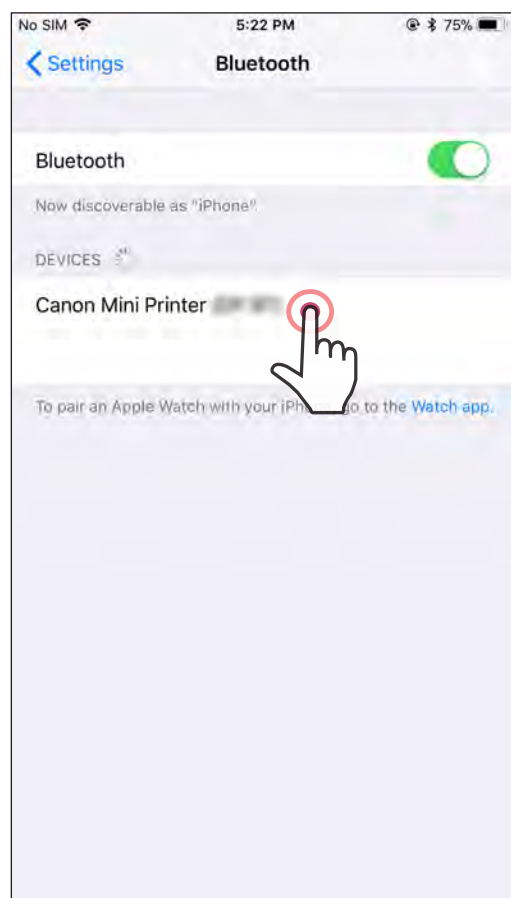 No SIM 5:22 PM 75%
Settings Bluetooth
Bluetooth
Now discoverable as "iPhone"
DEVICES
Canon Mini Printer
To pair an Apple Watch with your iPhone, go to the Watch app.